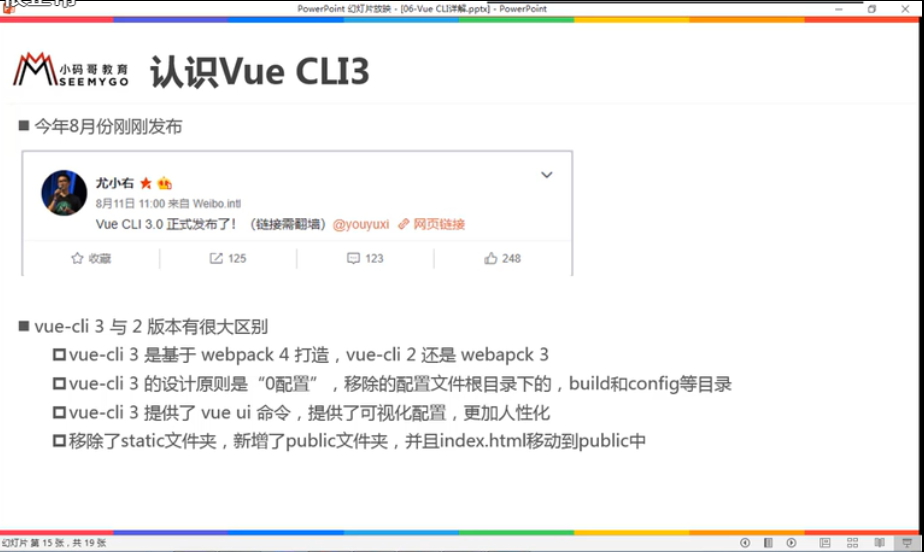 PowerPoint 幻灯片放映 - [06-Vue CLI详解.pptx] - PowerPoint
小码哥教育
SEEMYGO
认识Vue CLI3
今年8月份刚刚发布
尤小右
8月11日 11:00 来自 Weibo.intl
Vue CLI 3.0 正式发布了！（链接需翻墙）@youyuxi 网页链接
收藏
125
123
248
vue-cli 3 与 2 版本有很大区别
vue-cli 3 是基于 webpack 4 打造，vue-cli 2 还是 webapck 3
vue-cli 3 的设计原则是“0配置”，移除的配置文件根目录下的，build和config等目录
vue-cli 3 提供了 vue ui 命令，提供了可视化配置，更加人性化
移除了static文件夹，新增了public文件夹，并且index.html移动到public中
幻灯片 第 15 张，共 19 张